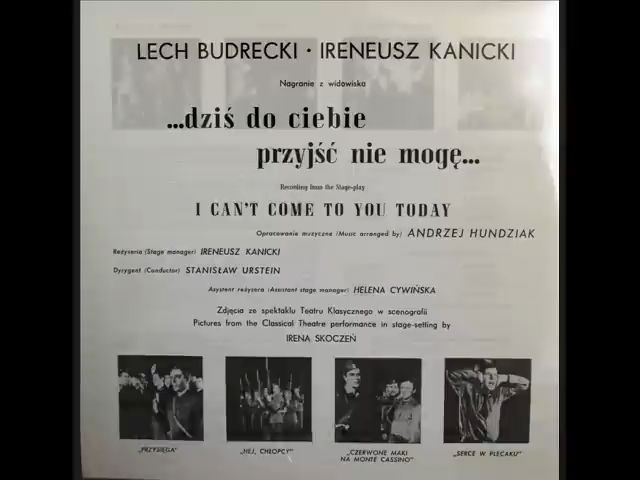 LECH BUDRECKI · IRENEUSZ KANICKI
Nagranie z widowiska
...dziś do ciebie
przyjść nie mogę...
Recording from the Stage-play
I CAN'T COME TO YOU TODAY
Opracowanie muzyczne (Music arranged by) ANDRZEJ HUNDZIAK
Reżyseria (Stage manager) IRENEUSZ KANICKI
Dyrygent (Conductor) STANISŁAW URSTEIN
Asystent reżysera (Assistant stage manager) HELENA CYWIŃSKA
Zdjęcia ze spektaklu Teatru Klasycznego w scenografii
Pictures from the Classical Theatre performance in stage-setting by
IRENA SKOCZEŃ
„PRZYSIĘGA"
„HEJ, CHŁOPCY"
„CZERWONE MAKI
NA MONTE CASSINO"
„SERCE W PLECAKU"